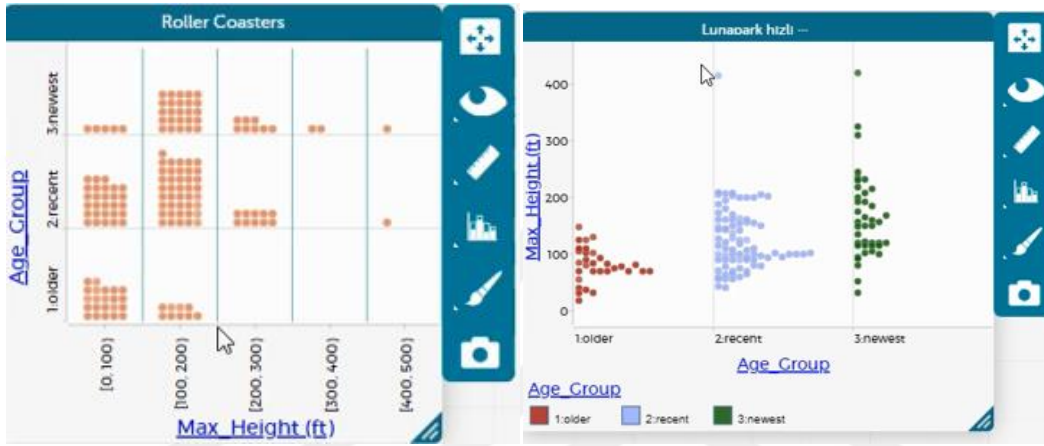 Roller Coasters
3:newest
2:recent
1:older
Age_Group
[0, 100)
[100, 200)
[200, 300)
[300, 400)
[400, 500)
Max_Height (ft)
Lunapark hızlı ...
400
300
200
100
0
Max_Height (ft)
1:older
2:recent
3:newest
Age_Group
Age_Group
1:older
2:recent
3:newest